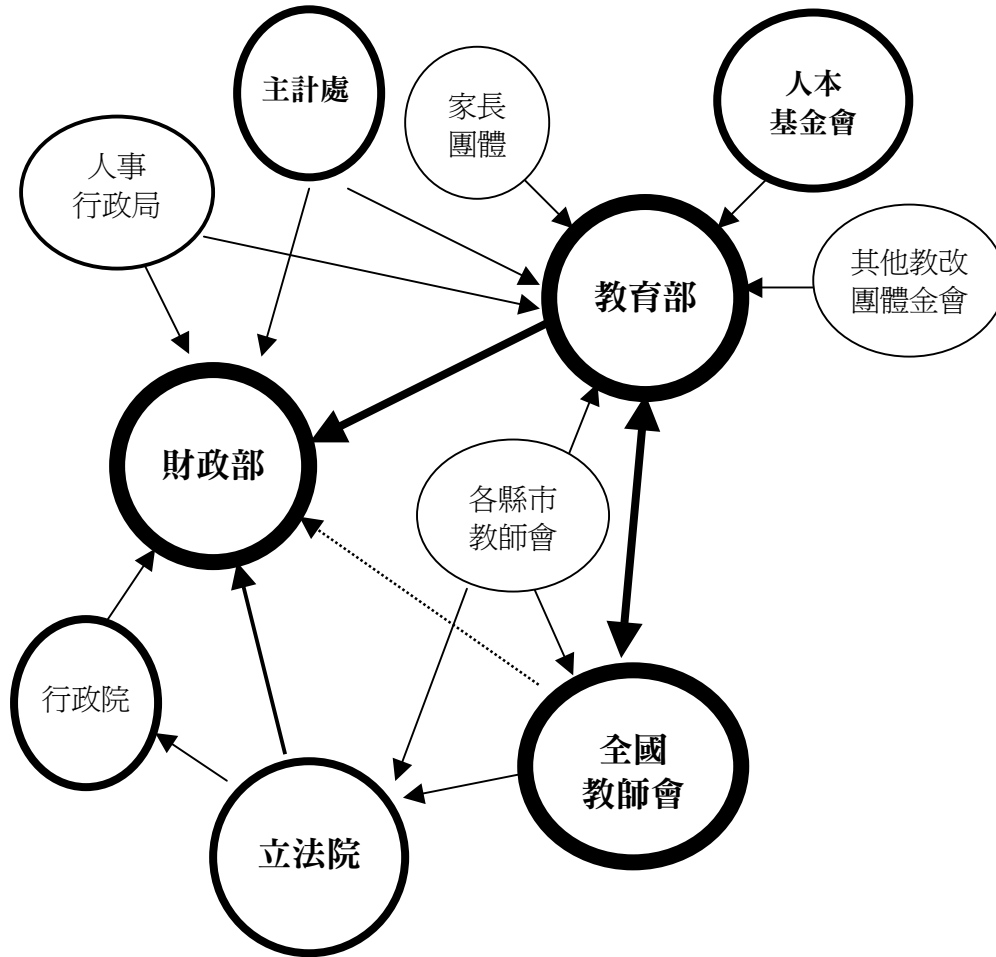 主計處
家長
團體
人本
基金會
人事
行政局
其他教改
團體金會
教育部
財政部
各縣市
教師會
行政院
全國
教師會
立法院